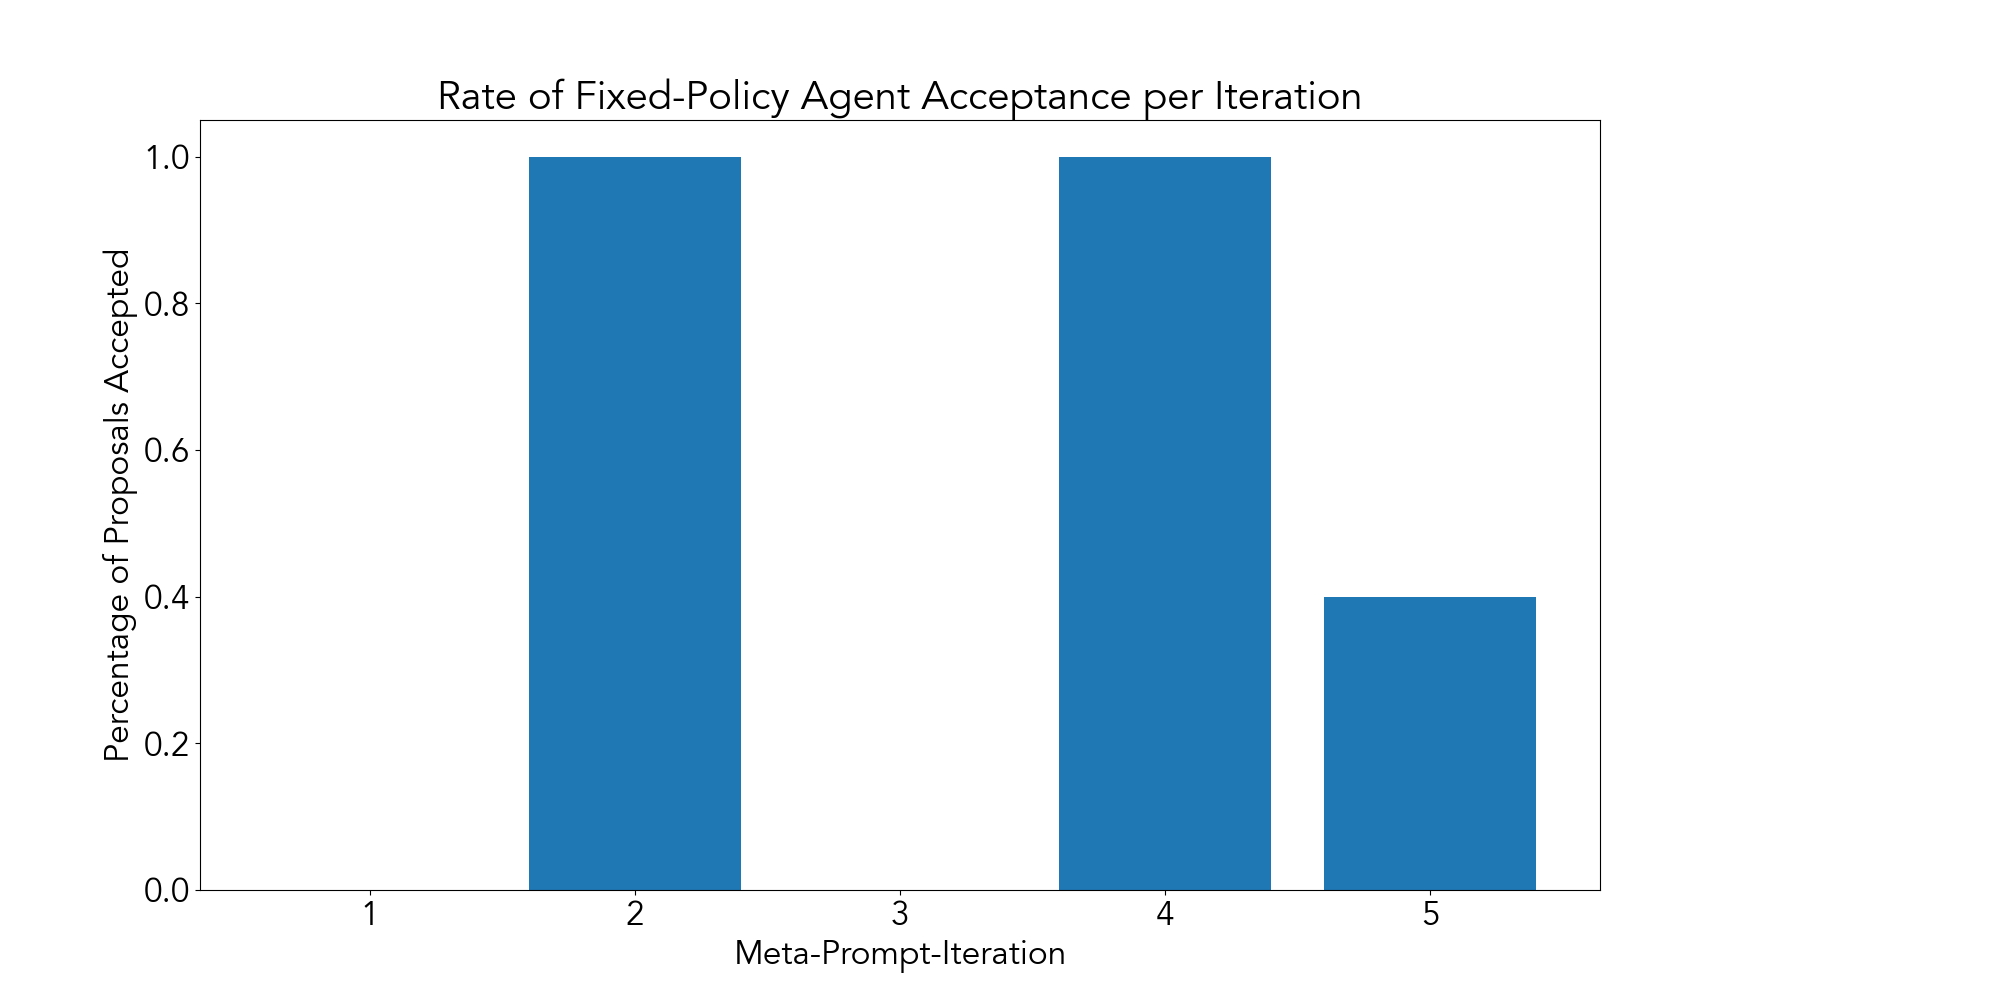 Rate of Fixed-Policy Agent Acceptance per Iteration
Percentage of Proposals Accepted
1.0
0.8
0.6
0.4
0.2
0.0
1 2 3 4 5
Meta-Prompt-Iteration